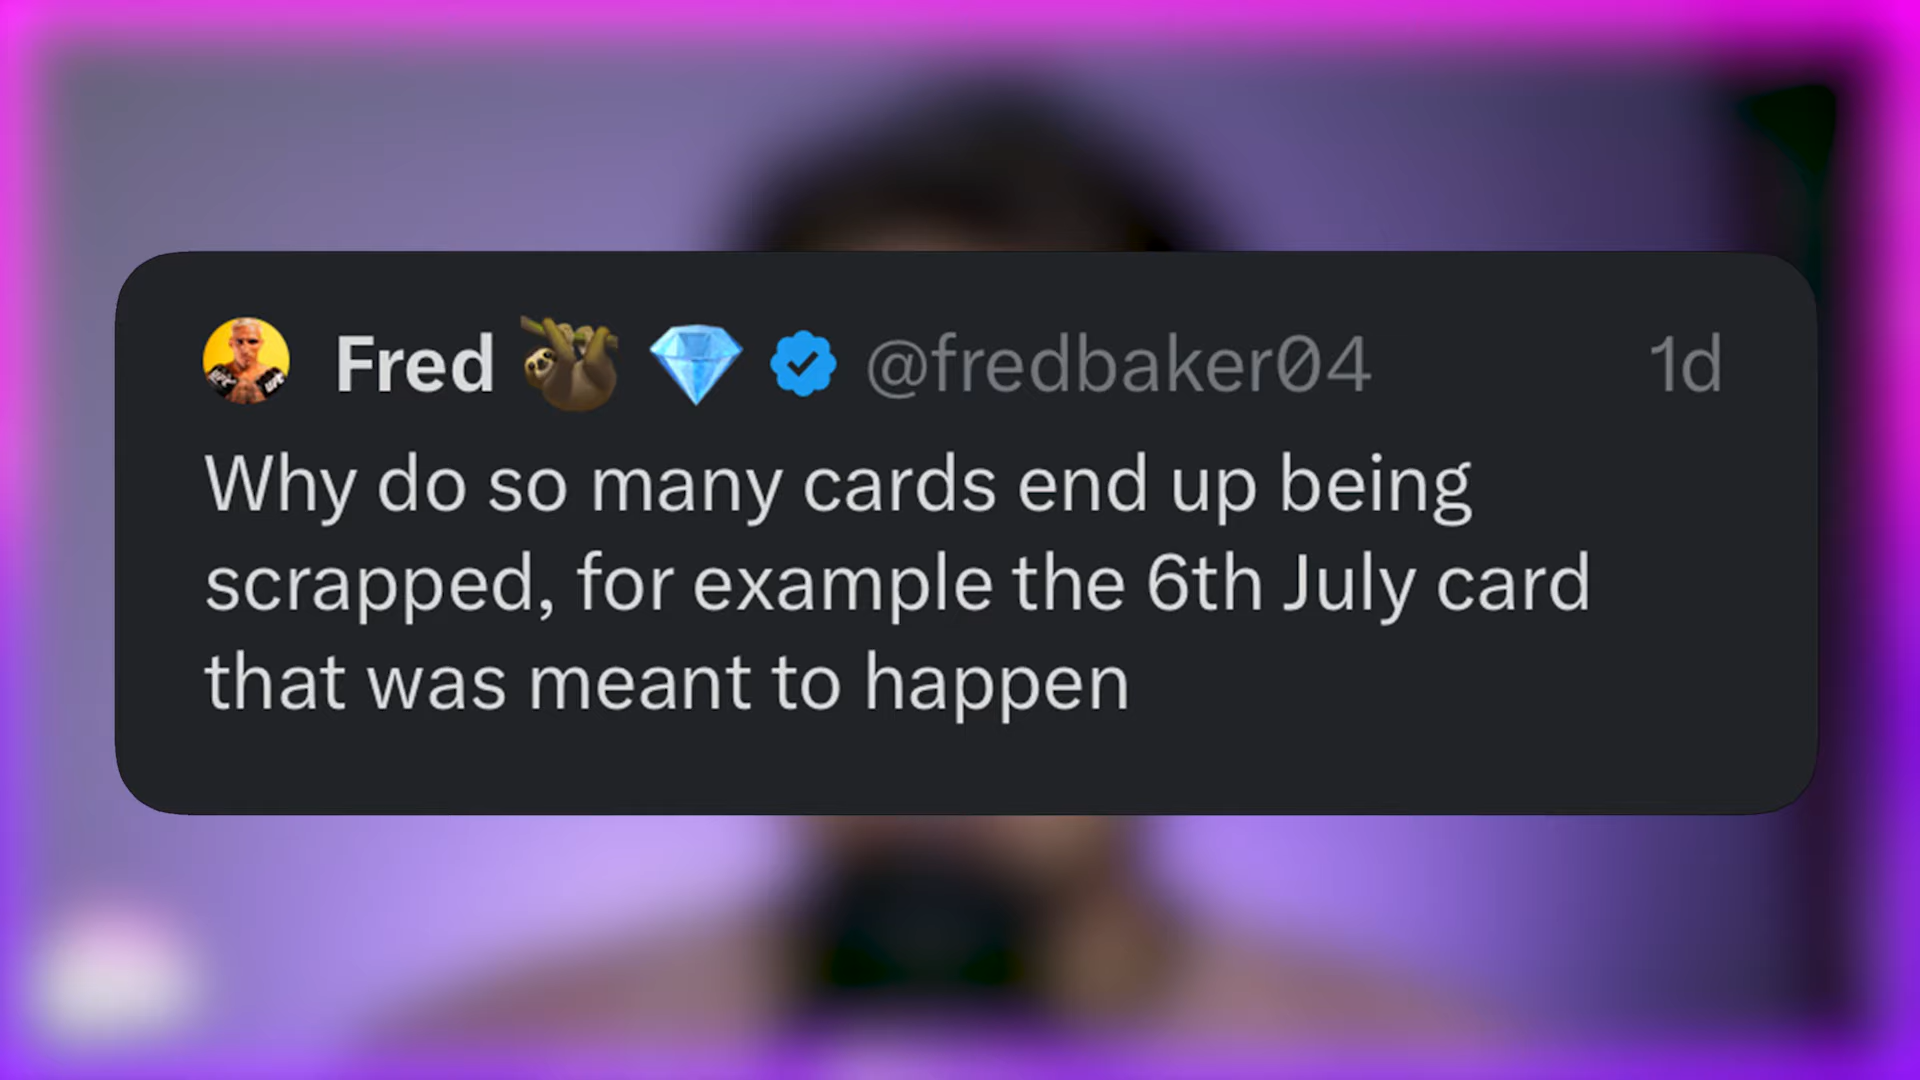 Fred 🦥 💎 @fredbaker04 1d
Why do so many cards end up being
scrapped, for example the 6th July card
that was meant to happen